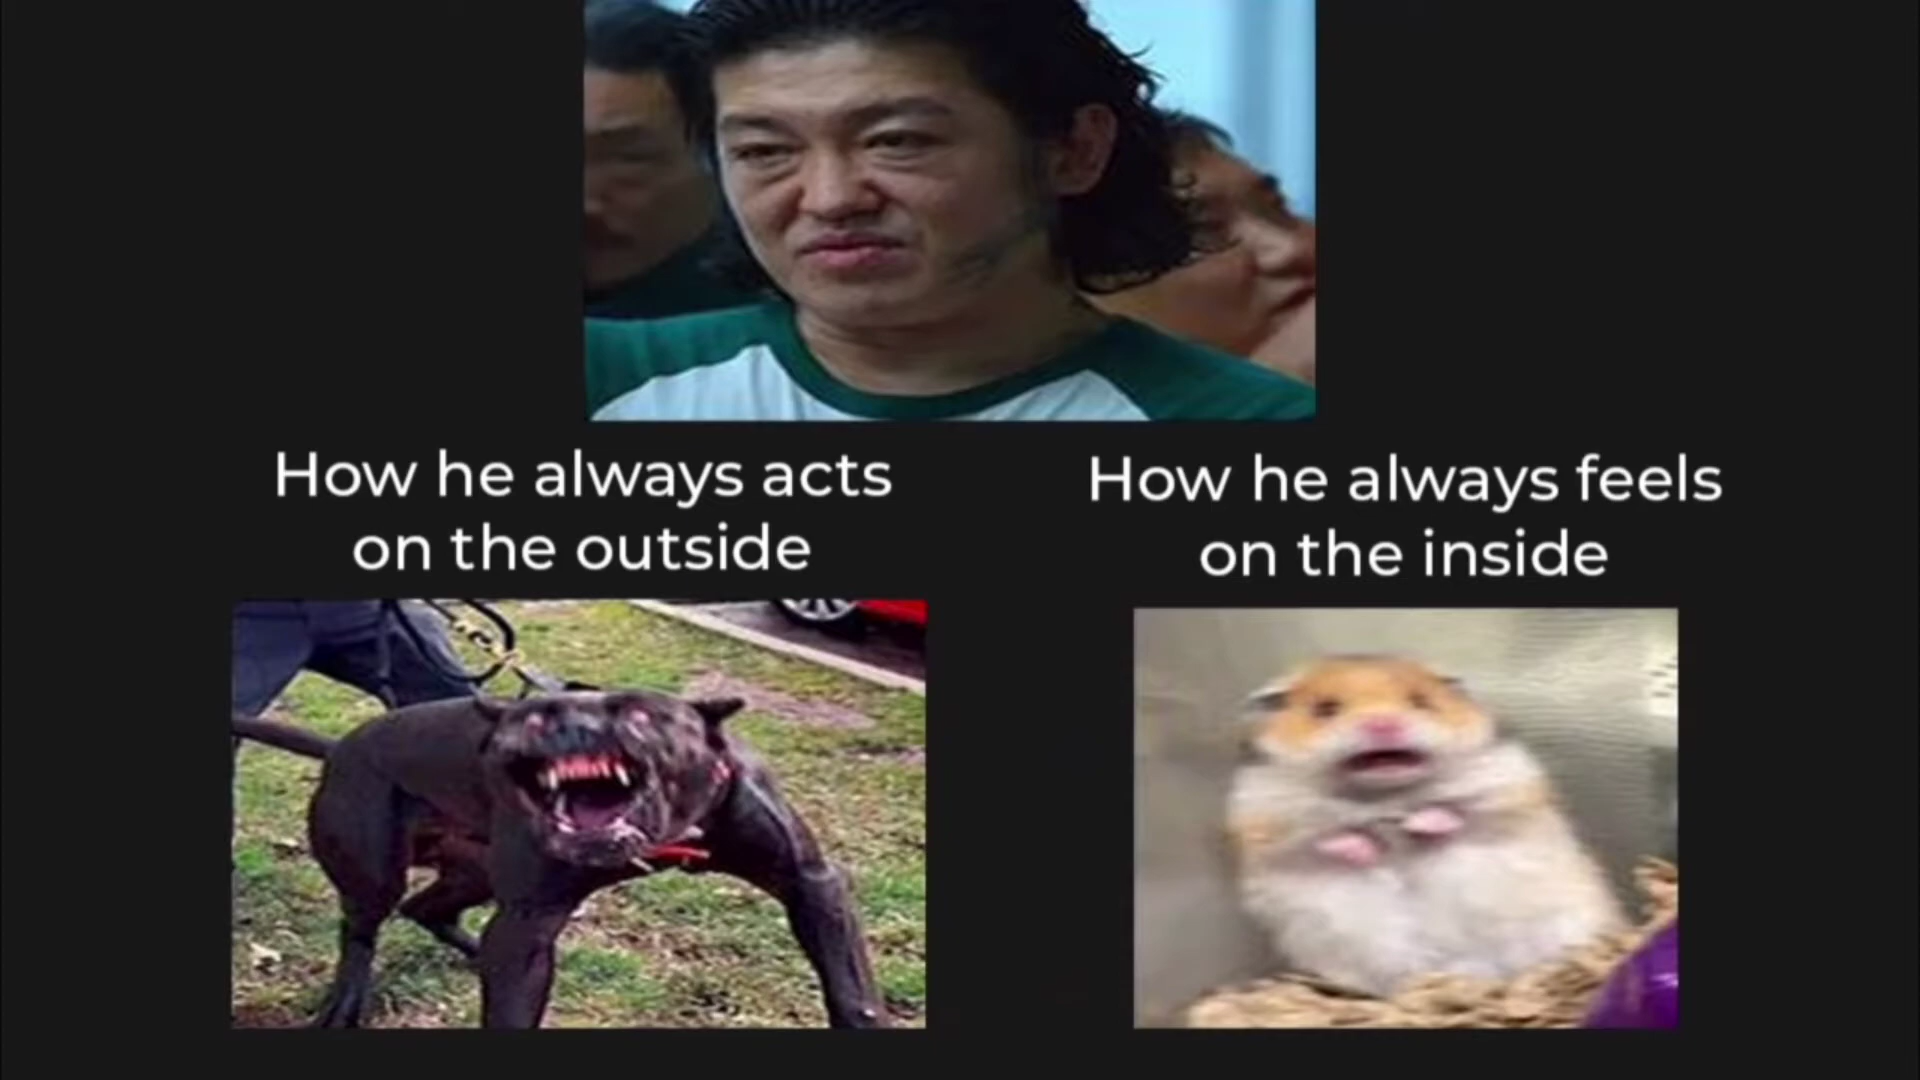 How he always acts
on the outside
How he always feels
on the inside